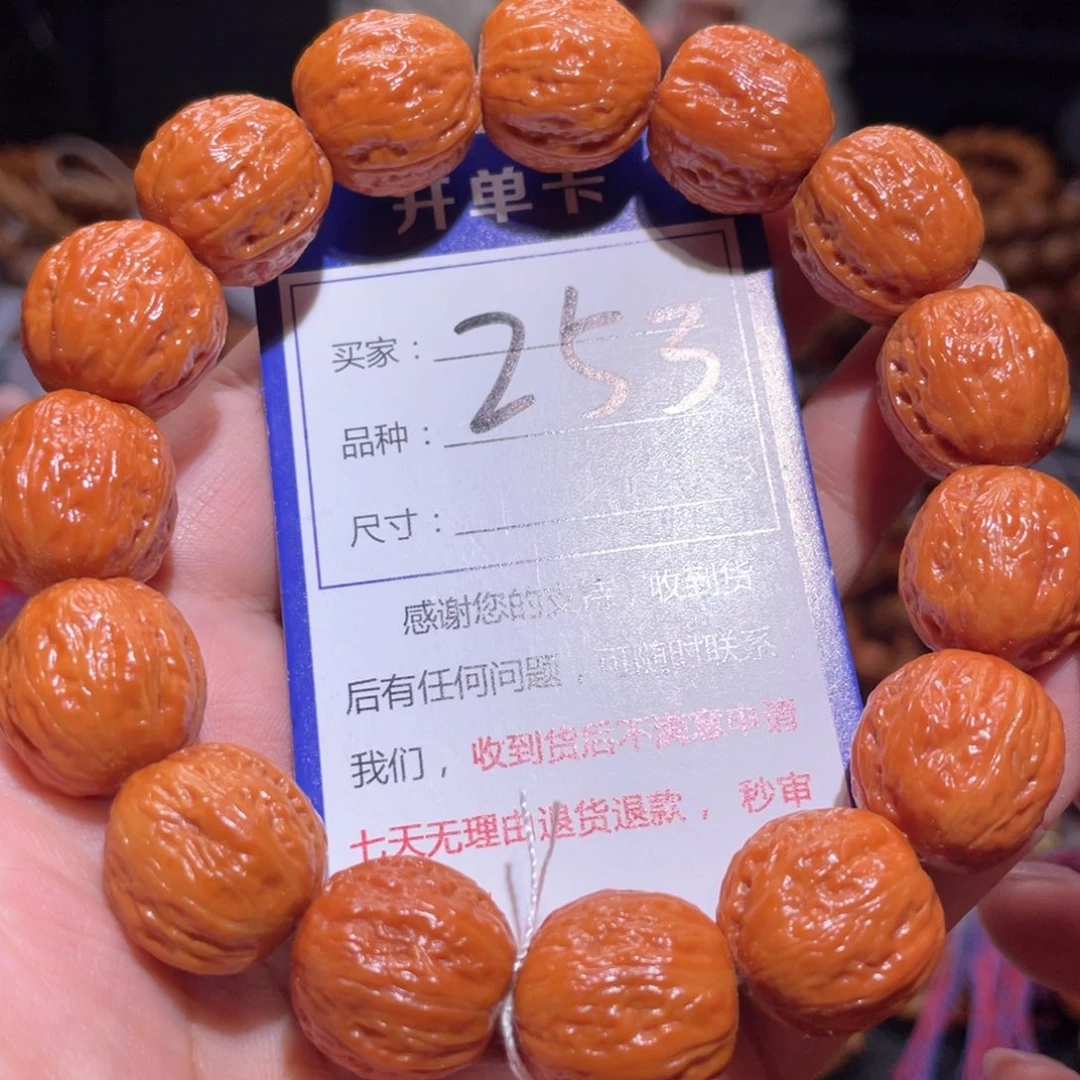 开单卡
买家：253
品种：
尺寸：
感谢您的支持，收到货
后有任何问题，可随时联系
我们，收到货后不满意申请
七天无理由退货退款，秒审